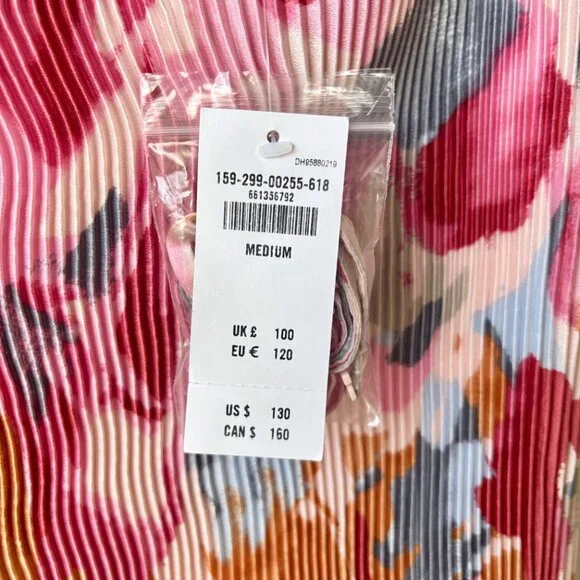 DH95880219
159-299-00255-618
661356792
MEDIUM
UK £ 100
EU € 120
US $ 130
CAN $ 160